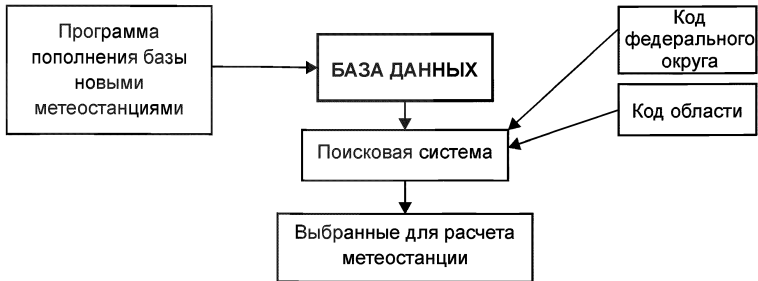 Программа
пополнения базы
новыми
метеостанциями
БАЗА ДАННЫХ
Код
федерального
округа
Код области
Поисковая система
Выбранные для расчета
метеостанции